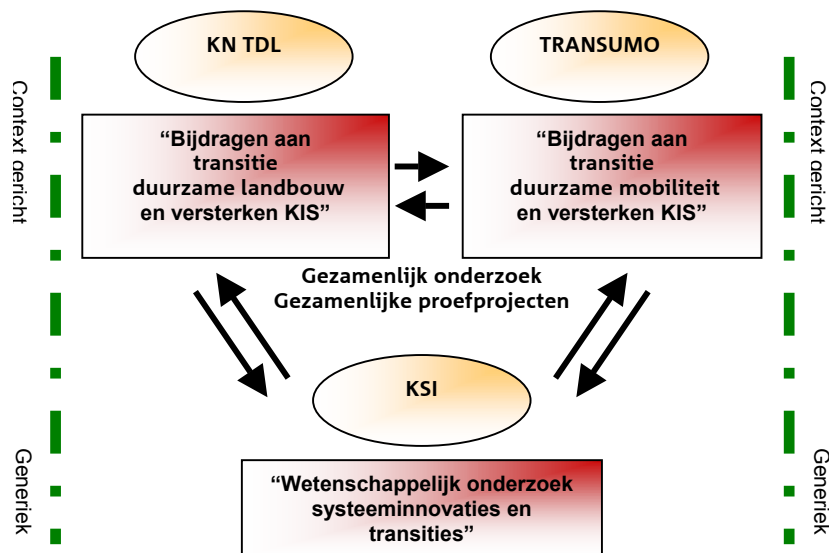 KN TDL
TRANSUMO
Context gericht
“Bijdragen aan
transitie
duurzame landbouw
en versterken KIS”
“Bijdragen aan
transitie
duurzame mobiliteit
en versterken KIS”
Context gericht
Gezamenlijk onderzoek
Gezamenlijke proefprojecten
KSI
Generiek
“Wetenschappelijk onderzoek
systeeminnovaties en
transities”
Generiek